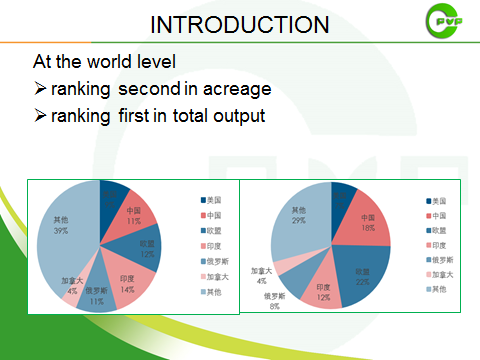 INTRODUCTION
PVP
At the world level
➢ranking second in acreage
➢ranking first in total output
中国
11%
欧盟
12%
印度
14%
俄罗斯
11%
加拿大
4%
其他
39%
美国
中国
欧盟
印度
俄罗斯
加拿大
其他
中国
18%
欧盟
22%
印度
12%
俄罗斯
8%
加拿大
4%
其他
29%
美国
中国
欧盟
印度
俄罗斯
加拿大
其他